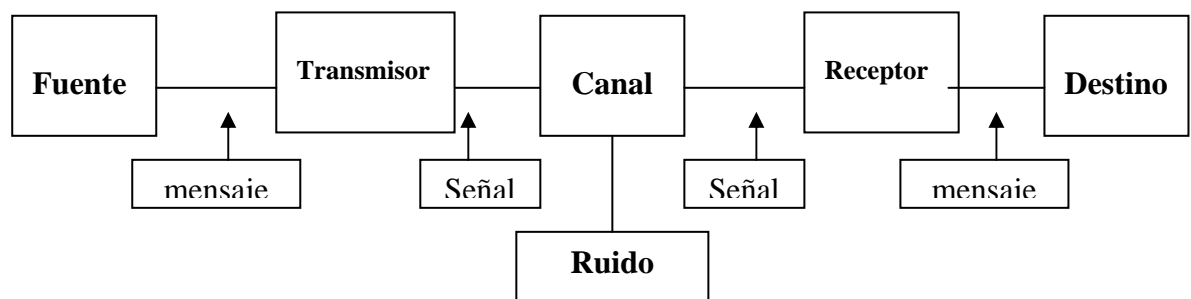 Fuente
Transmisor
Canal
Receptor
Destino
mensaje
Señal
Señal
mensaje
Ruido